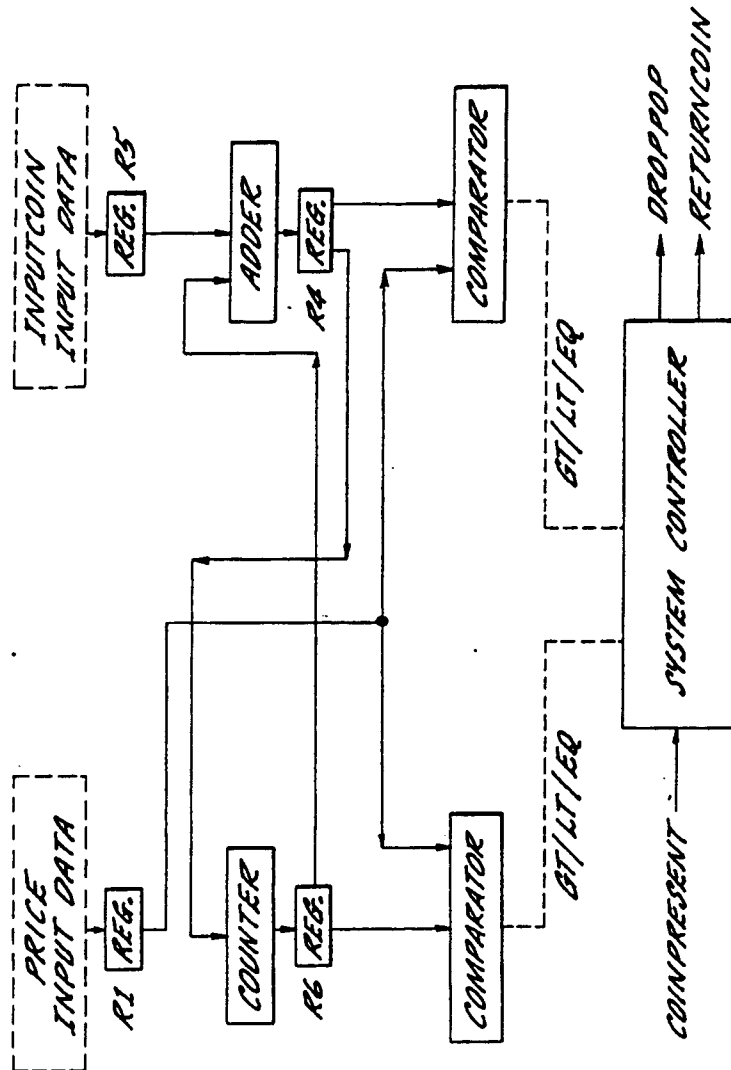 PRICE
INPUT DATA
INPUTCOIN
INPUT DATA
R1
REG.
REG.
R5
COUNTER
ADDER
R6
REG.
R4
REG.
COMPARATOR
COMPARATOR
GT/LT/EQ
GT/LT/EQ
COINPRESENT
SYSTEM CONTROLLER
DROPPOP
RETURNCOIN